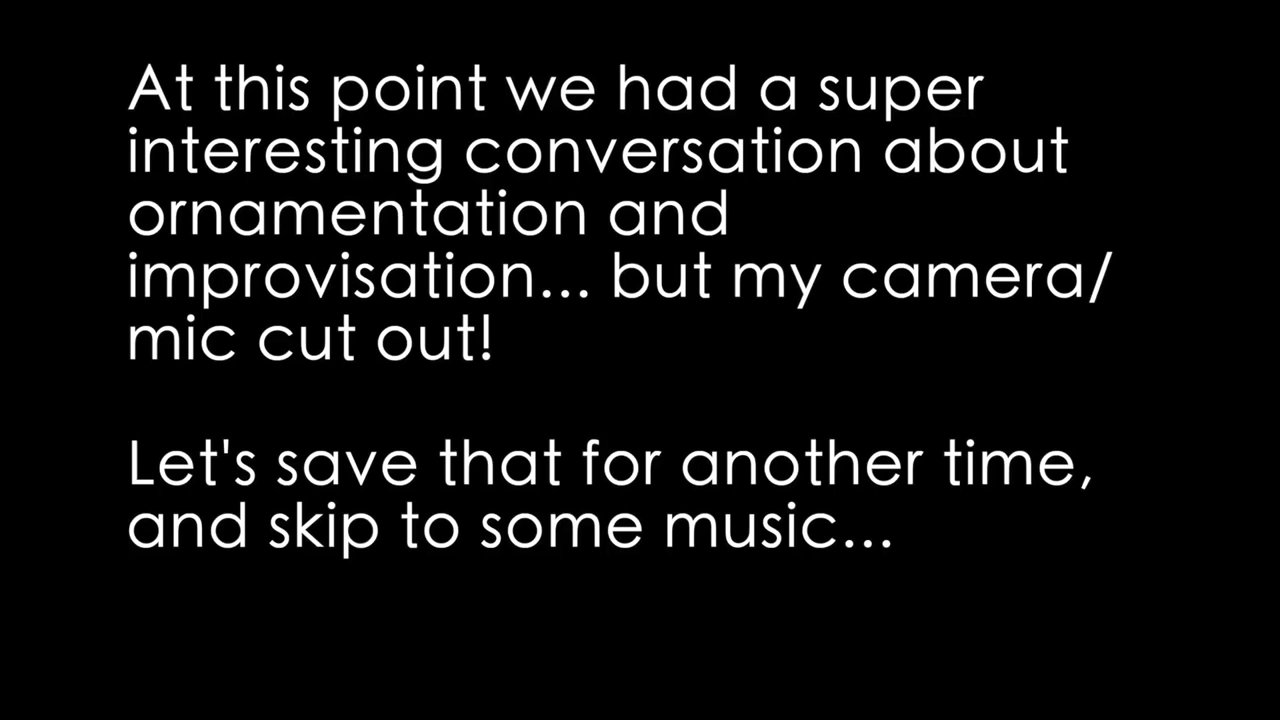 At this point we had a super
interesting conversation about
ornamentation and
improvisation... but my camera/
mic cut out!
Let's save that for another time,
and skip to some music...